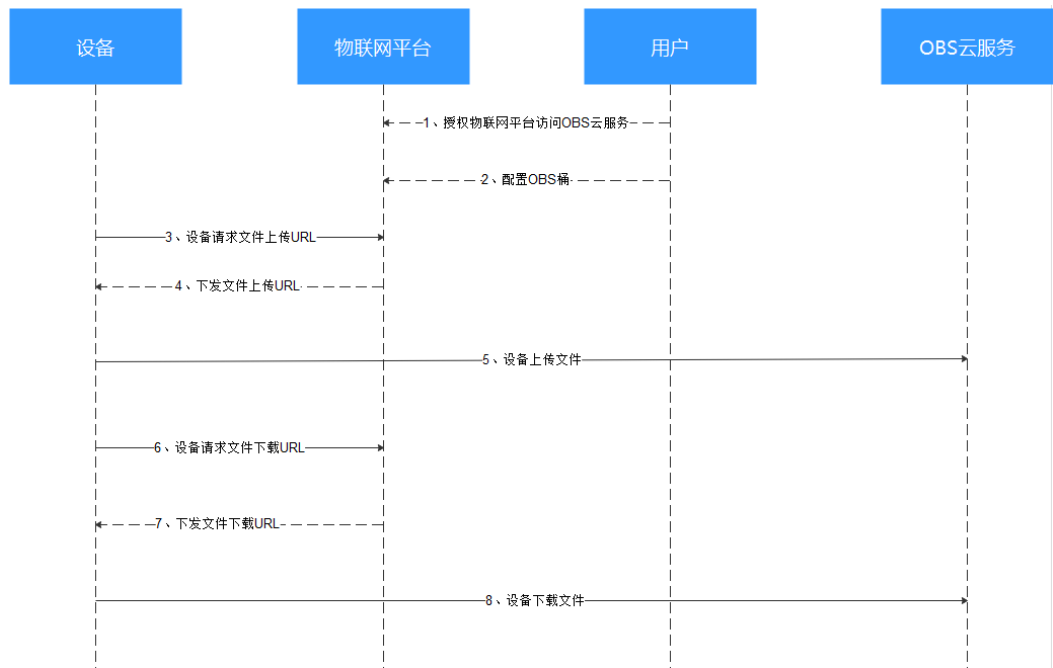 设备
物联网平台
用户
OBS云服务
1、授权物联网平台访问OBS云服务
2、配置OBS桶
3、设备请求文件上传URL
4、下发文件上传URL
5、设备上传文件
6、设备请求文件下载URL
7、下发文件下载URL
8、设备下载文件